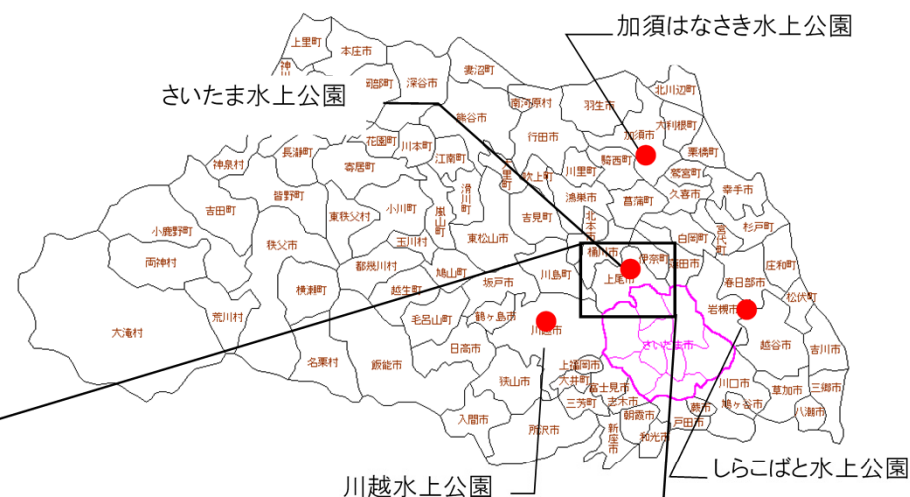 加須はなさき水上公園
さいたま水上公園
上里町
本庄市
神川
岡部町
深谷市
妻沼町
熊谷市
南河原村
羽生市
北川辺町
行田市
加須市
大利根町
栗橋町
騎西町
鷲宮町
幸手市
久喜市
花園町
川本町
江南町
大里町
吹上町
川里町
神泉村
長瀞町
寄居町
皆野町
滑川町
鴻巣市
菖蒲町
吉田町
東秩父村
小川町
嵐山町
吉見町
北本市
白岡町
宮代町
杉戸町
小鹿野町
両神村
秩父市
玉川村
東松山市
桶川市
伊奈町
蓮田市
都幾川村
鳩山町
川島町
上尾市
春日部市
庄和町
横瀬町
越生町
坂戸市
毛呂山町
鶴ヶ島市
川越市
岩槻市
松伏町
大滝村
荒川村
名栗村
飯能市
日高市
さいたま市
越谷市
吉川市
狭山市
上福岡市
大井町
富士見市
三芳町
志木市
川口市
草加市
三郷市
入間市
所沢市
新座市
朝霞市
和光市
蕨市
戸田市
鳩ヶ谷市
八潮市
川越水上公園
しらこばと水上公園